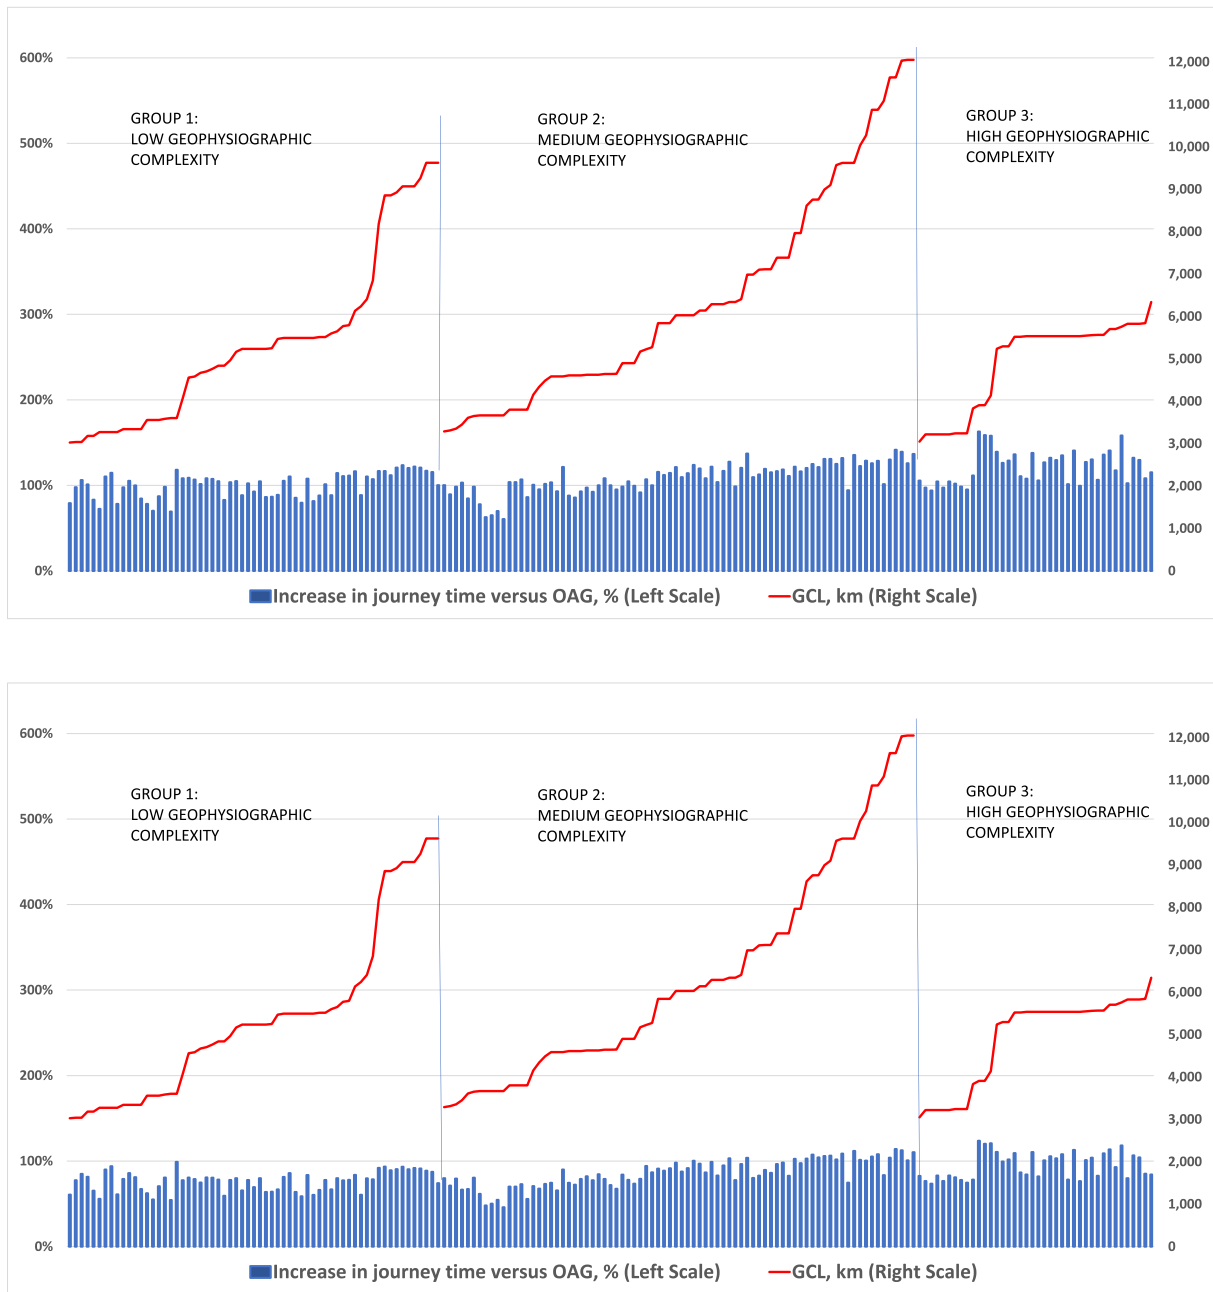 600%
500%
400%
300%
200%
100%
0%
GROUP 1:
LOW GEOPHYSIOGRAPHIC
COMPLEXITY
GROUP 2:
MEDIUM GEOPHYSIOGRAPHIC
COMPLEXITY
GROUP 3:
HIGH GEOPHYSIOGRAPHIC
COMPLEXITY
12,000
11,000
10,000
9,000
8,000
7,000
6,000
5,000
4,000
3,000
2,000
1,000
0
Increase in journey time versus OAG, % (Left Scale)
GCL, km (Right Scale)
600%
500%
400%
300%
200%
100%
0%
GROUP 1:
LOW GEOPHYSIOGRAPHIC
COMPLEXITY
GROUP 2:
MEDIUM GEOPHYSIOGRAPHIC
COMPLEXITY
GROUP 3:
HIGH GEOPHYSIOGRAPHIC
COMPLEXITY
12,000
11,000
10,000
9,000
8,000
7,000
6,000
5,000
4,000
3,000
2,000
1,000
0
Increase in journey time versus OAG, % (Left Scale)
GCL, km (Right Scale)